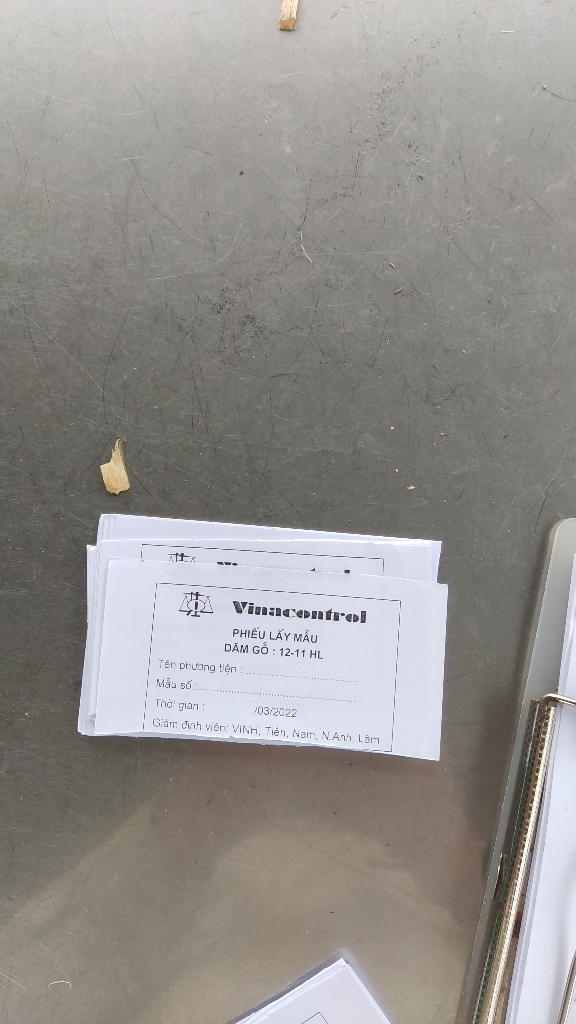 Vinacontrol
Vinacontrol
PHIẾU LẤY MẪU
DĂM GỖ : 12-11 HL
Tên phương tiện :
Mẫu số :
Thời gian : /03/2022
Giám định viên: VINH, Tiến, Nam, N.Anh, Lâm